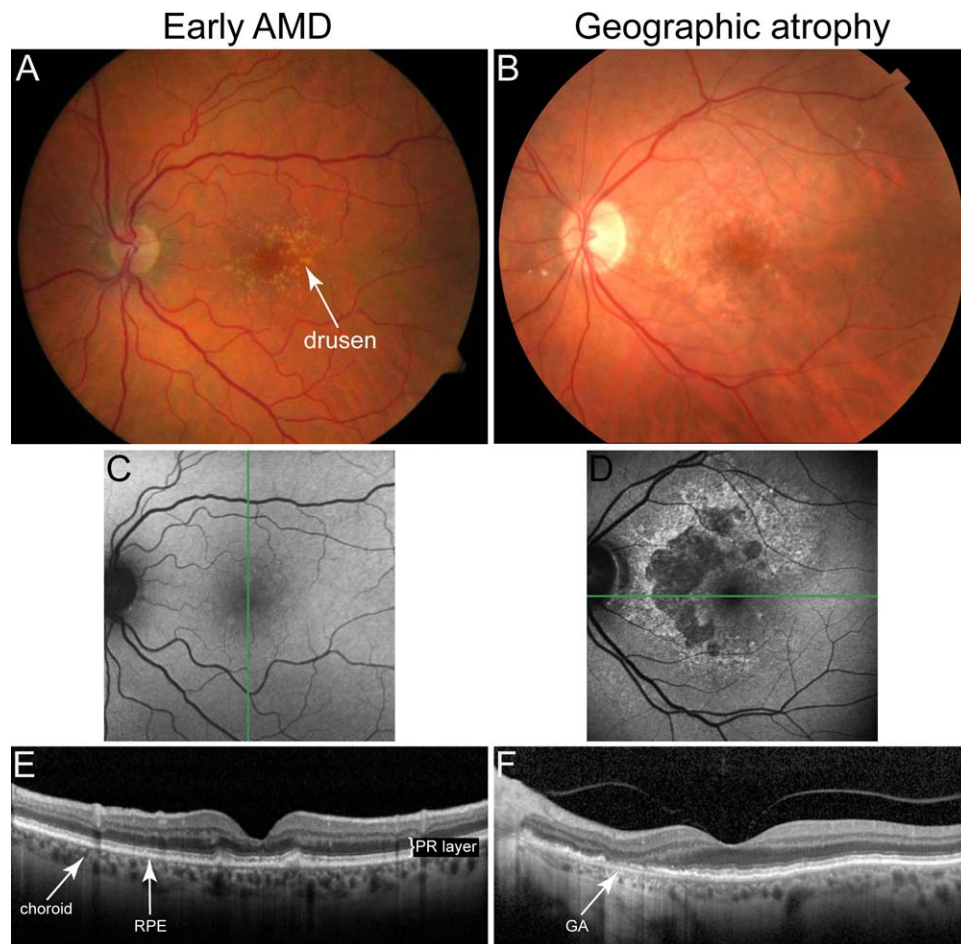 Early AMD
Geographic atrophy
A
B
drusen
C
D
E
F
PR layer
choroid
RPE
GA